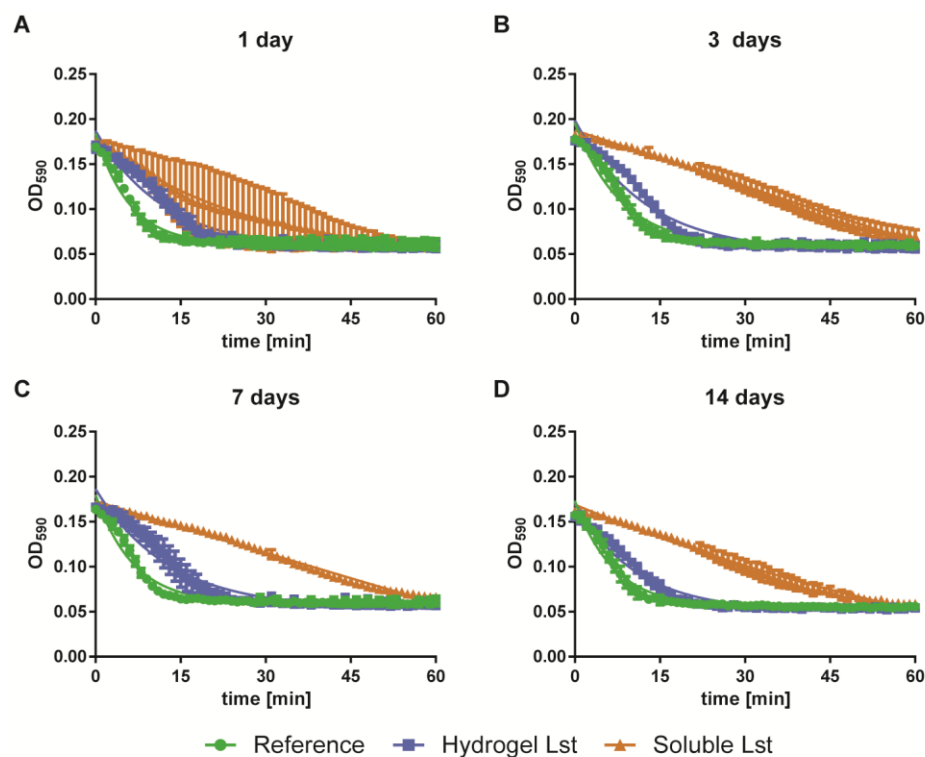 A
1 day
0.25
0.20
0.15
0.10
0.05
0.00
OD590
0 15 30 45 60
time [min]
B
3 days
0.25
0.20
0.15
0.10
0.05
0.00
OD590
0 15 30 45 60
time [min]
C
7 days
0.25
0.20
0.15
0.10
0.05
0.00
OD590
0 15 30 45 60
time [min]
D
14 days
0.25
0.20
0.15
0.10
0.05
0.00
OD590
0 15 30 45 60
time [min]
Reference Hydrogel Lst Soluble Lst